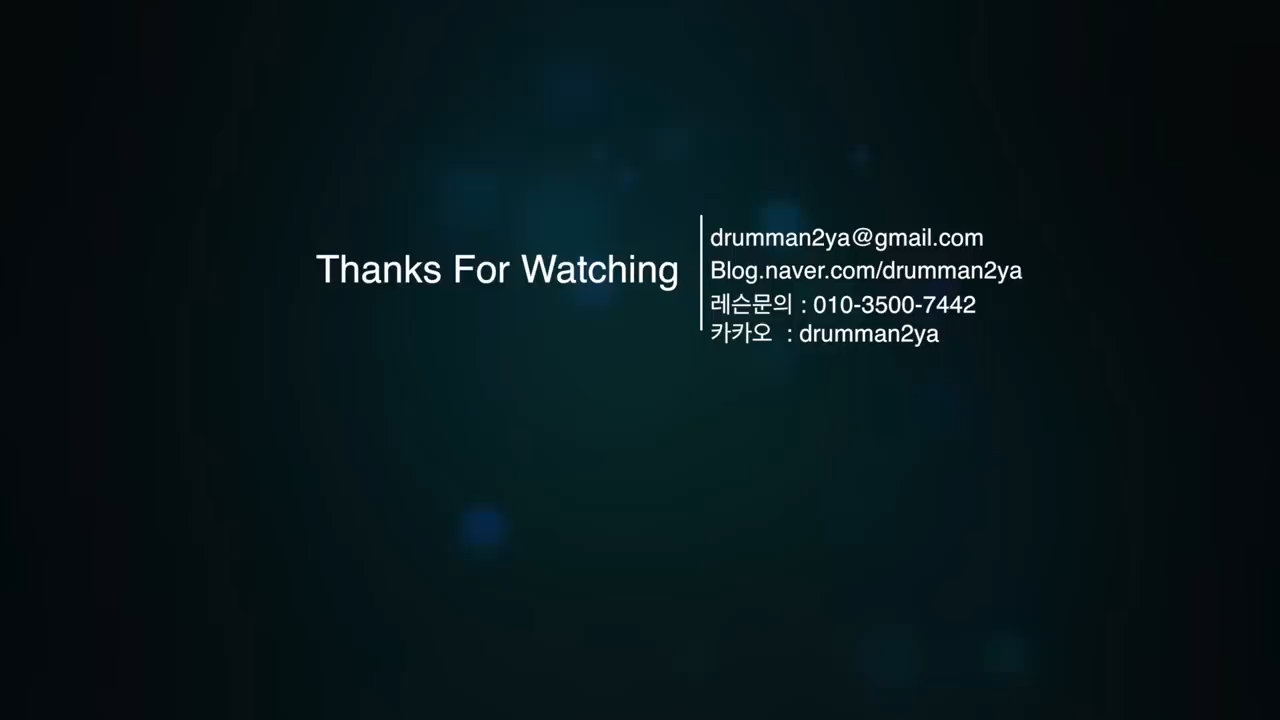 Thanks For Watching
drumman2ya@gmail.com
Blog.naver.com/drumman2ya
레슨문의 : 010-3500-7442
카카오 : drumman2ya